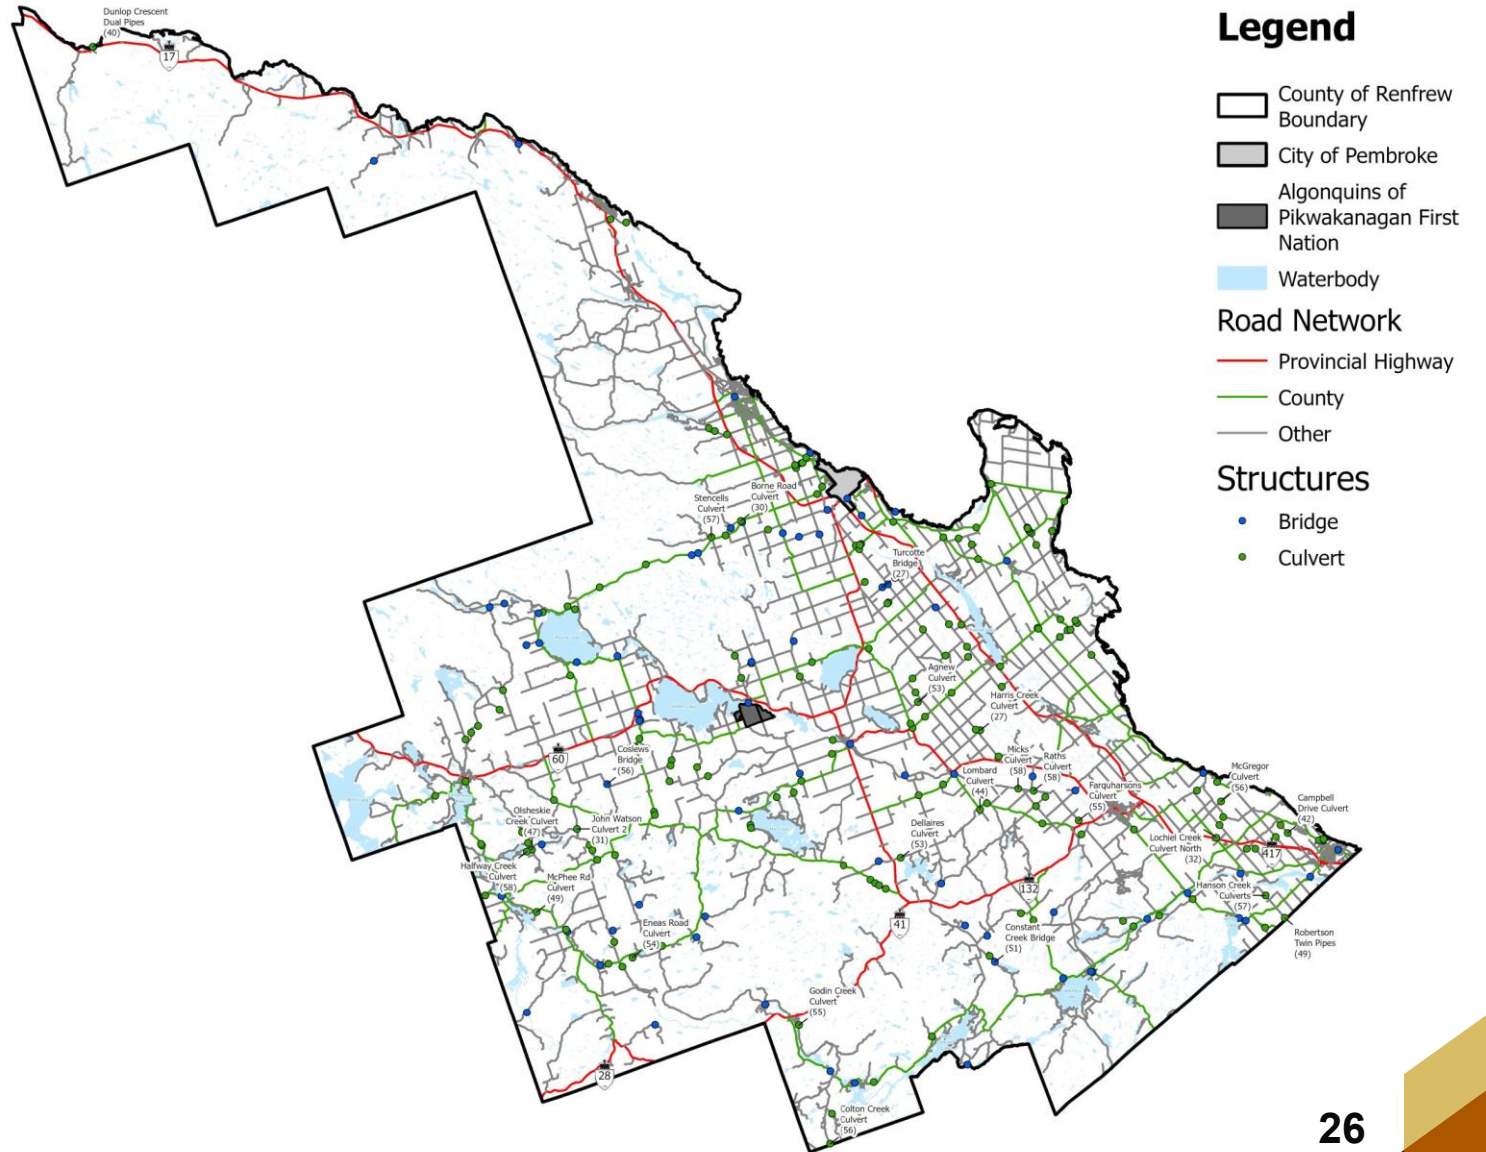 Dunlop Crescent
Dual Pipes
(40)
17
Legend
County of Renfrew
Boundary
City of Pembroke
Algonquins of
Pikwakanagan First
Nation
Waterbody
Road Network
Provincial Highway
County
Other
Structures
Bridge
Culvert
Stencells
Culvert
(57)
Borne Road
Culvert
(30)
Turcotte
Bridge
(27)
Agnew
Culvert
(53)
Harris Creek
Culvert
(27)
60
Coslews
Bridge
(56)
Micks
Culvert
(58)
Raths
Culvert
(58)
Lombard
Culvert
(44)
Farquharsons
Culvert
(55)
McGregor
Culvert
(56)
Campbell
Drive Culvert
(42)
Olsheskie
Creek Culvert
(47)
John Watson
Culvert 2
(31)
Dellaires
Culvert
(53)
Lochiel Creek
Culvert North
(32)
417
Halfway Creek
Culvert
(58)
McPhee Rd
Culvert
(49)
132
Hanson Creek
Culverts
(57)
41
Eneas Road
Culvert
(54)
Constant
Creek Bridge
(51)
Robertson
Twin Pipes
(49)
Godin Creek
Culvert
(55)
28
Colton Creek
Culvert
(56)
26